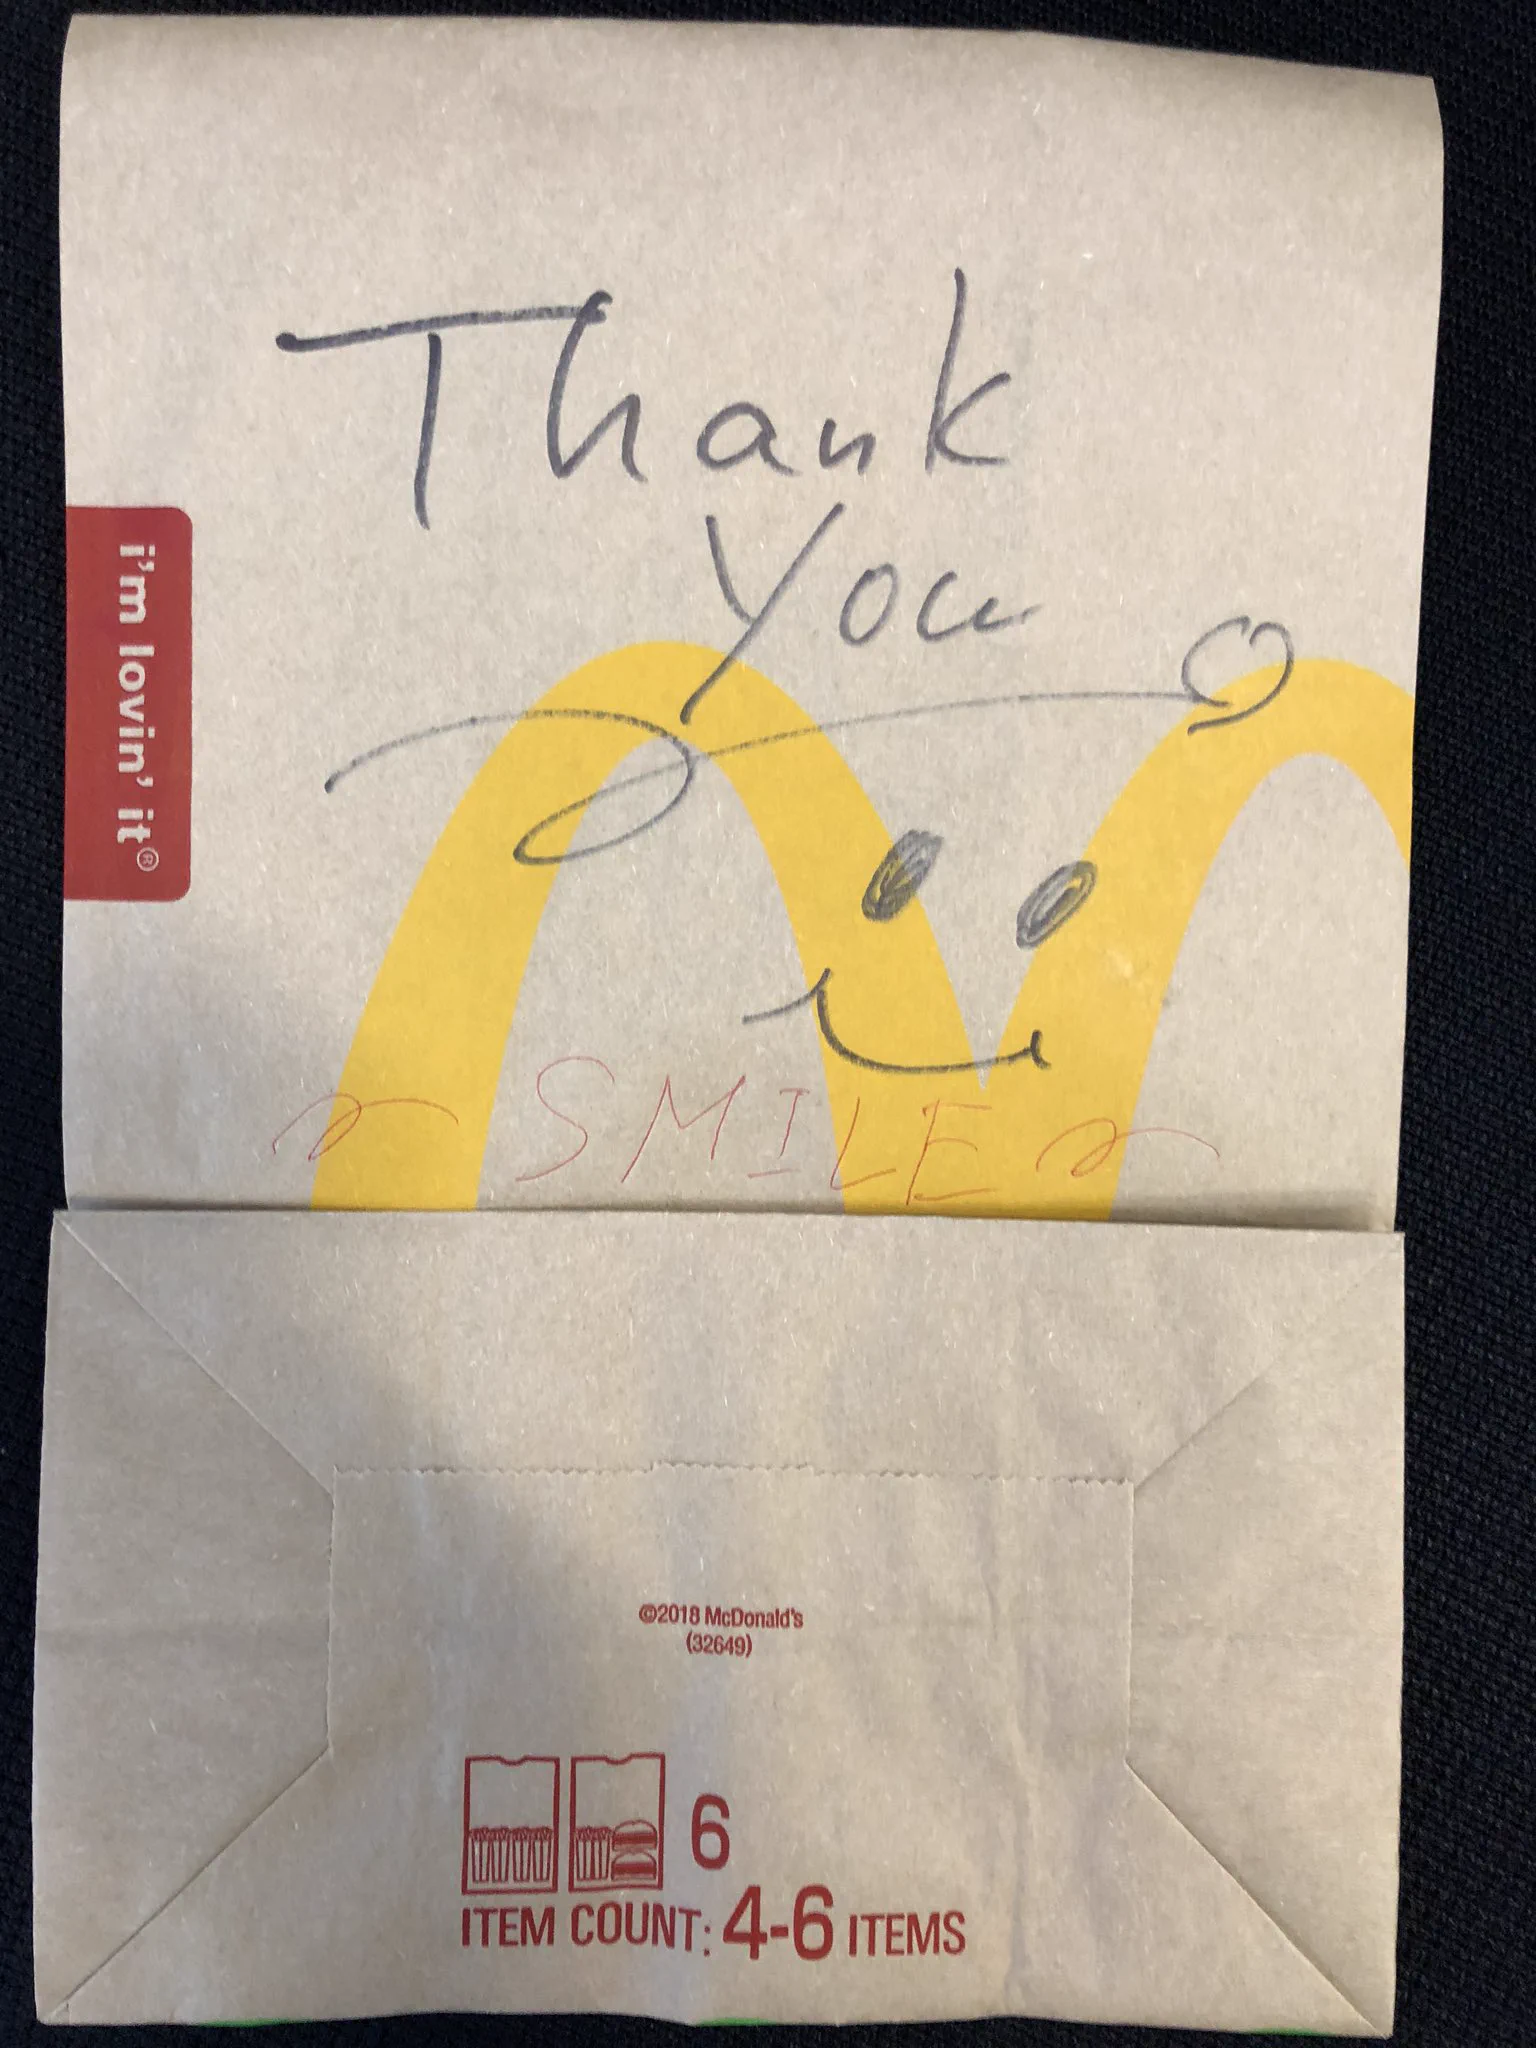 Thank
You
i'm lovin' it®
SMILE
©2018 McDonald's
(32649)
6
ITEM COUNT: 4-6 ITEMS